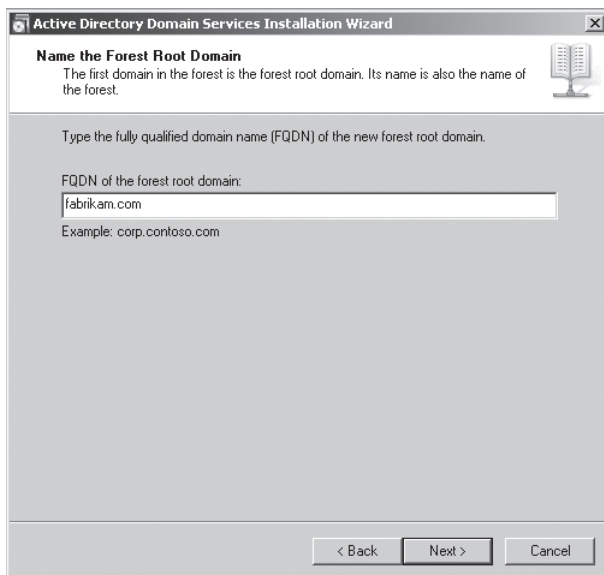 Active Directory Domain Services Installation Wizard
Name the Forest Root Domain
The first domain in the forest is the forest root domain. Its name is also the name of
the forest.
Type the fully qualified domain name (FQDN) of the new forest root domain.
FQDN of the forest root domain:
fabrikam.com
Example: corp.contoso.com
< Back Next > Cancel